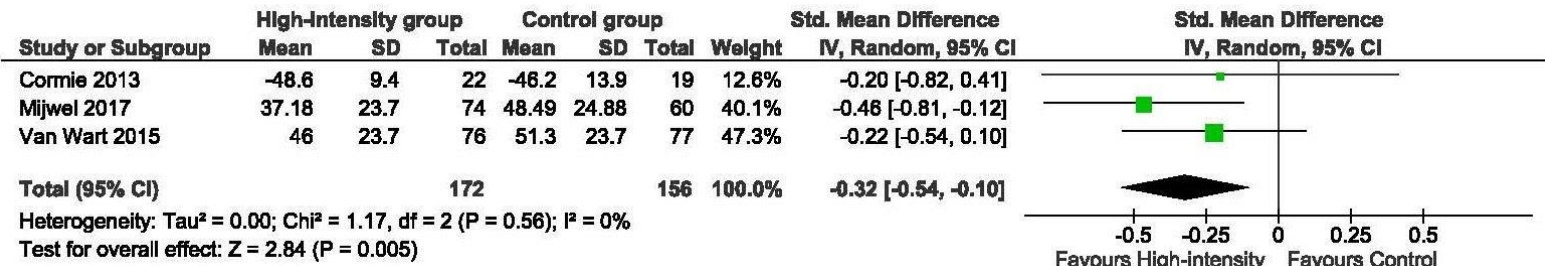 High-Intensity group Control group Std. Mean Difference Std. Mean Difference
Study or Subgroup Mean SD Total Mean SD Total Weight IV, Random, 95% CI IV, Random, 95% CI
Cormie 2013 -48.6 9.4 22 -46.2 13.9 19 12.6% -0.20 [-0.82, 0.41]
Mijwel 2017 37.18 23.7 74 48.49 24.88 60 40.1% -0.46 [-0.81, -0.12]
Van Wart 2015 46 23.7 76 51.3 23.7 77 47.3% -0.22 [-0.54, 0.10]
Total (95% CI) 172 156 100.0% -0.32 [-0.54, -0.10]
Heterogeneity: Tau² = 0.00; Chi² = 1.17, df = 2 (P = 0.56); I² = 0%
Test for overall effect: Z = 2.84 (P = 0.005)
-0.5 -0.25 0 0.25 0.5
Favours High-intensity Favours Control